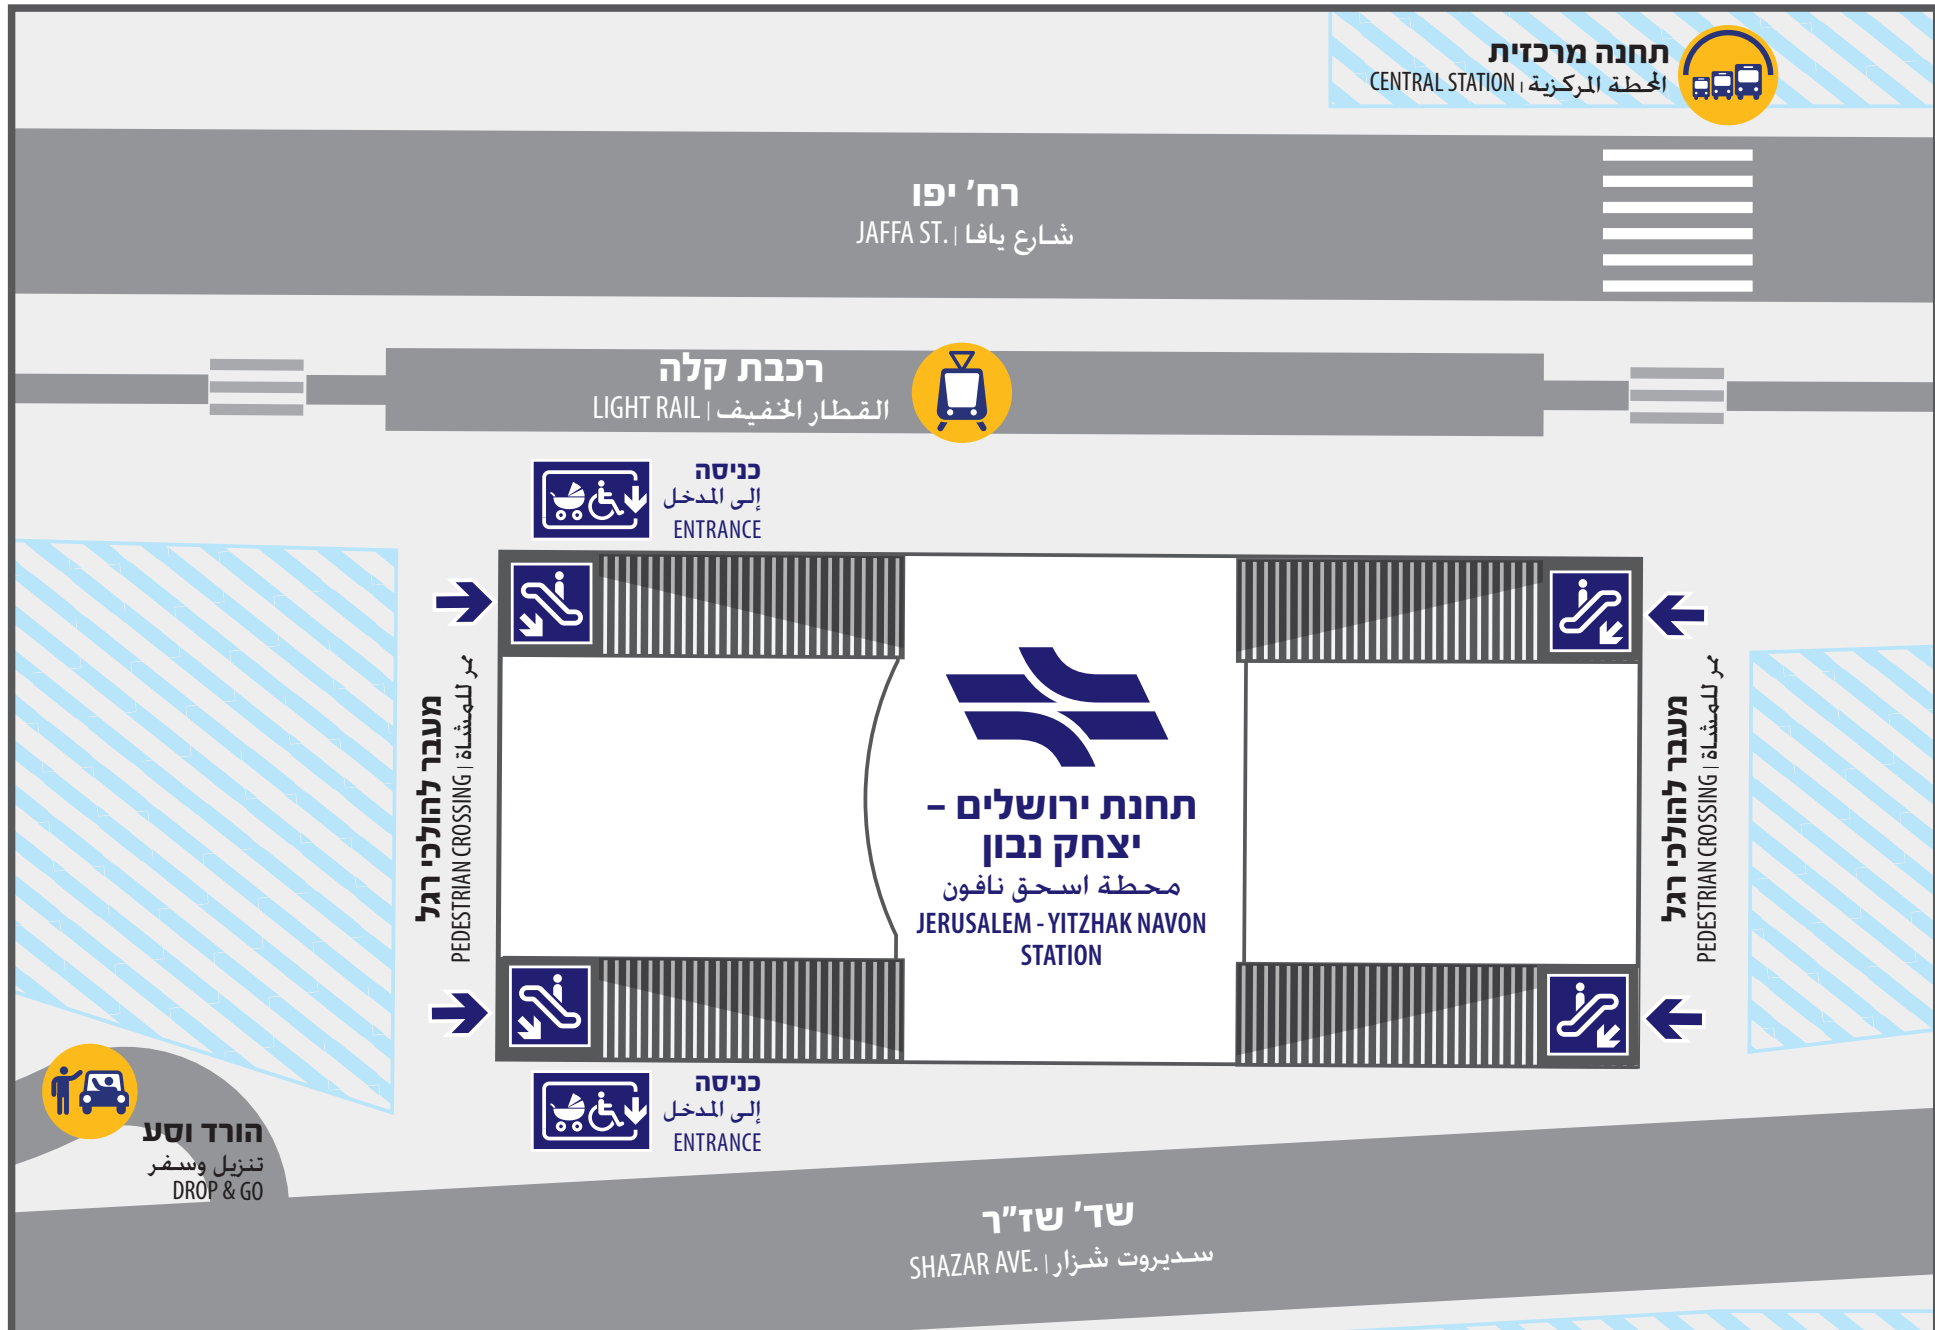 תחנה מרכזית
CENTRAL STATION | المحطة المركزية
רח' יפו
JAFFA ST. | شارع يافا
רכבת קלה
LIGHT RAIL | القطار الخفيف
כניסה
إلى المدخل
ENTRANCE
מעבר להולכי רגל
PEDESTRIAN CROSSING | ممر للمشاة
תחנת ירושלים –
יצחק נבון
محطة اسحق نافون
JERUSALEM - YITZHAK NAVON
STATION
מעבר להולכי רגל
PEDESTRIAN CROSSING | ممر للمشاة
כניסה
إلى المدخل
ENTRANCE
הורד וסע
تنزيل وسفر
DROP & GO
שד' שז"ר
SHAZAR AVE. | سديروت شزار